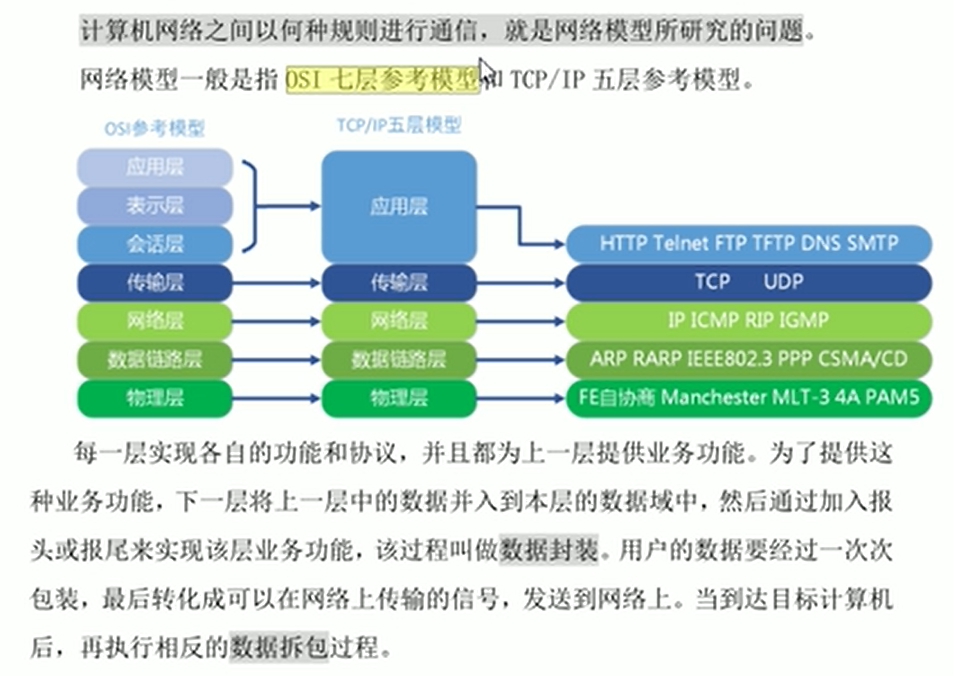 计算机网络之间以何种规则进行通信，就是网络模型所研究的问题。
网络模型一般是指 OSI 七层参考模型和 TCP/IP 五层参考模型。
OSI参考模型
TCP/IP五层模型
应用层
表示层
会话层
传输层
网络层
数据链路层
物理层
应用层
传输层
网络层
数据链路层
物理层
HTTP Telnet FTP TFTP DNS SMTP
TCP UDP
IP ICMP RIP IGMP
ARP RARP IEEE802.3 PPP CSMA/CD
FE自协商 Manchester MLT-3 4A PAM5
每一层实现各自的功能和协议，并且都为上一层提供业务功能。为了提供这
种业务功能，下一层将上一层中的数据并入到本层的数据域中，然后通过加入报
头或报尾来实现该层业务功能，该过程叫做数据封装。用户的数据要经过一次次
包装，最后转化成可以在网络上传输的信号，发送到网络上。当到达目标计算机
后，再执行相反的数据拆包过程。